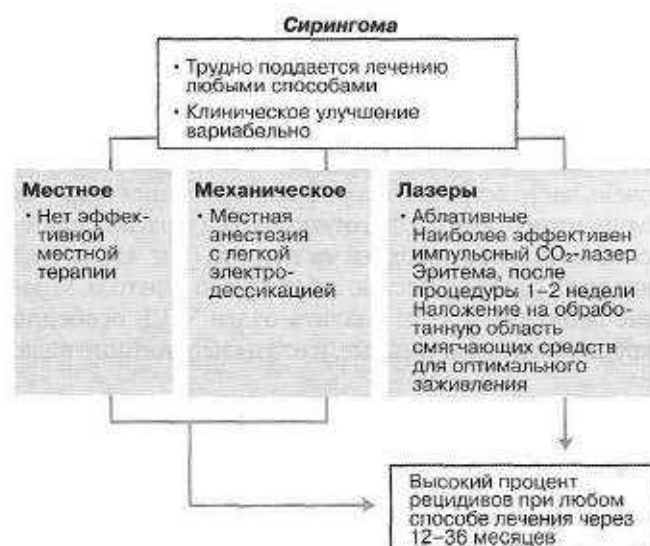 Сирингома
• Трудно поддается лечению
любыми способами
• Клиническое улучшение
вариабельно
Местное
• Нет эффек-
тивной
местной
терапии
Механическое
• Местная
анестезия
с легкой
электро-
дессикацией
Лазеры
• Аблативные
Наиболее эффективен
импульсный CO₂-лазер
Эритема, после
процедуры 1–2 недели
Наложение на обрабо-
танную область
смягчающих средств
для оптимального
заживления
Высокий процент
рецидивов при любом
способе лечения через
12–36 месяцев